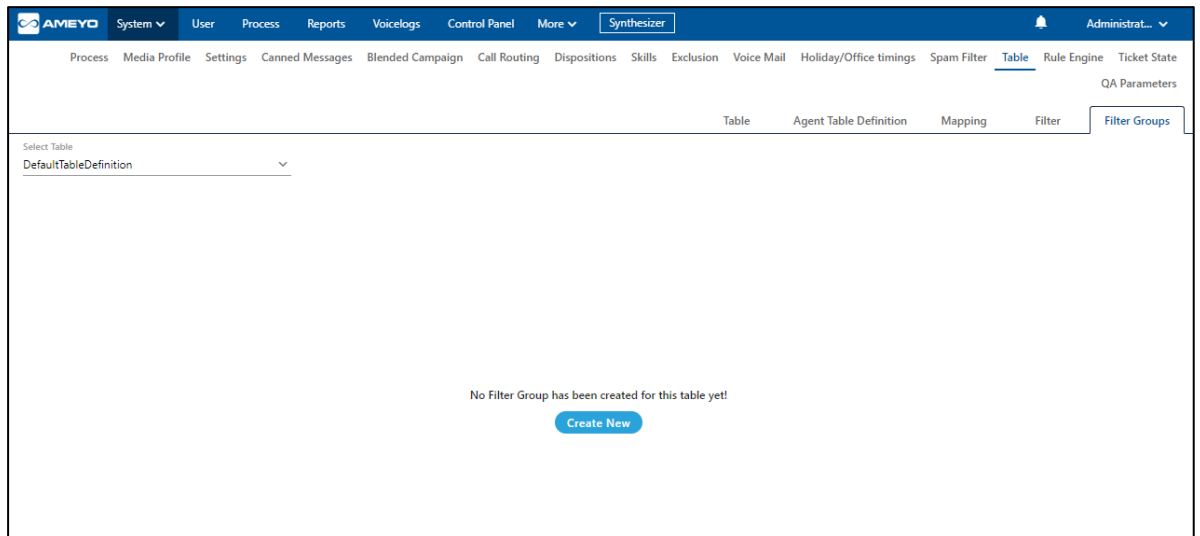 AMEYO System User Process Reports Voicelogs Control Panel More Synthesizer Administrat...
Process Media Profile Settings Canned Messages Blended Campaign Call Routing Dispositions Skills Exclusion Voice Mail Holiday/Office timings Spam Filter Table Rule Engine Ticket State
QA Parameters
Table Agent Table Definition Mapping Filter Filter Groups
Select Table
DefaultTableDefinition
No Filter Group has been created for this table yet!
Create New